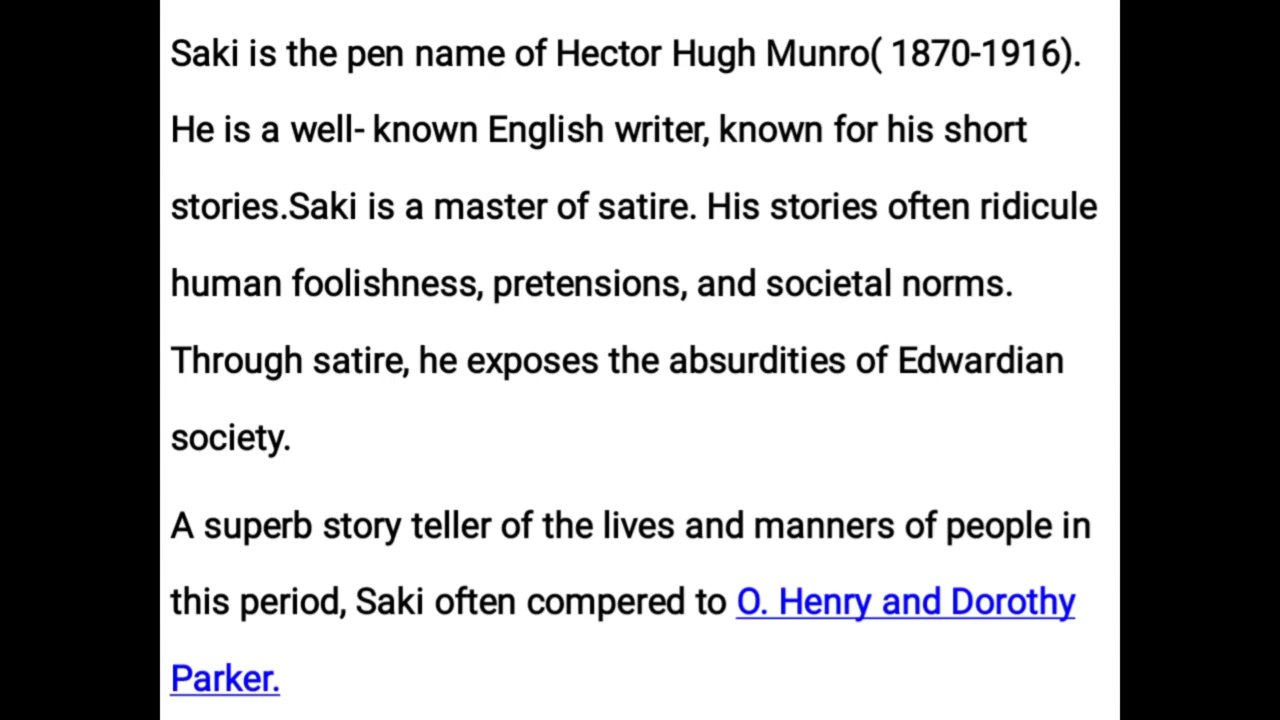 Saki is the pen name of Hector Hugh Munro( 1870-1916).
He is a well- known English writer, known for his short
stories.Saki is a master of satire. His stories often ridicule
human foolishness, pretensions, and societal norms.
Through satire, he exposes the absurdities of Edwardian
society.
A superb story teller of the lives and manners of people in
this period, Saki often compered to O. Henry and Dorothy
Parker.